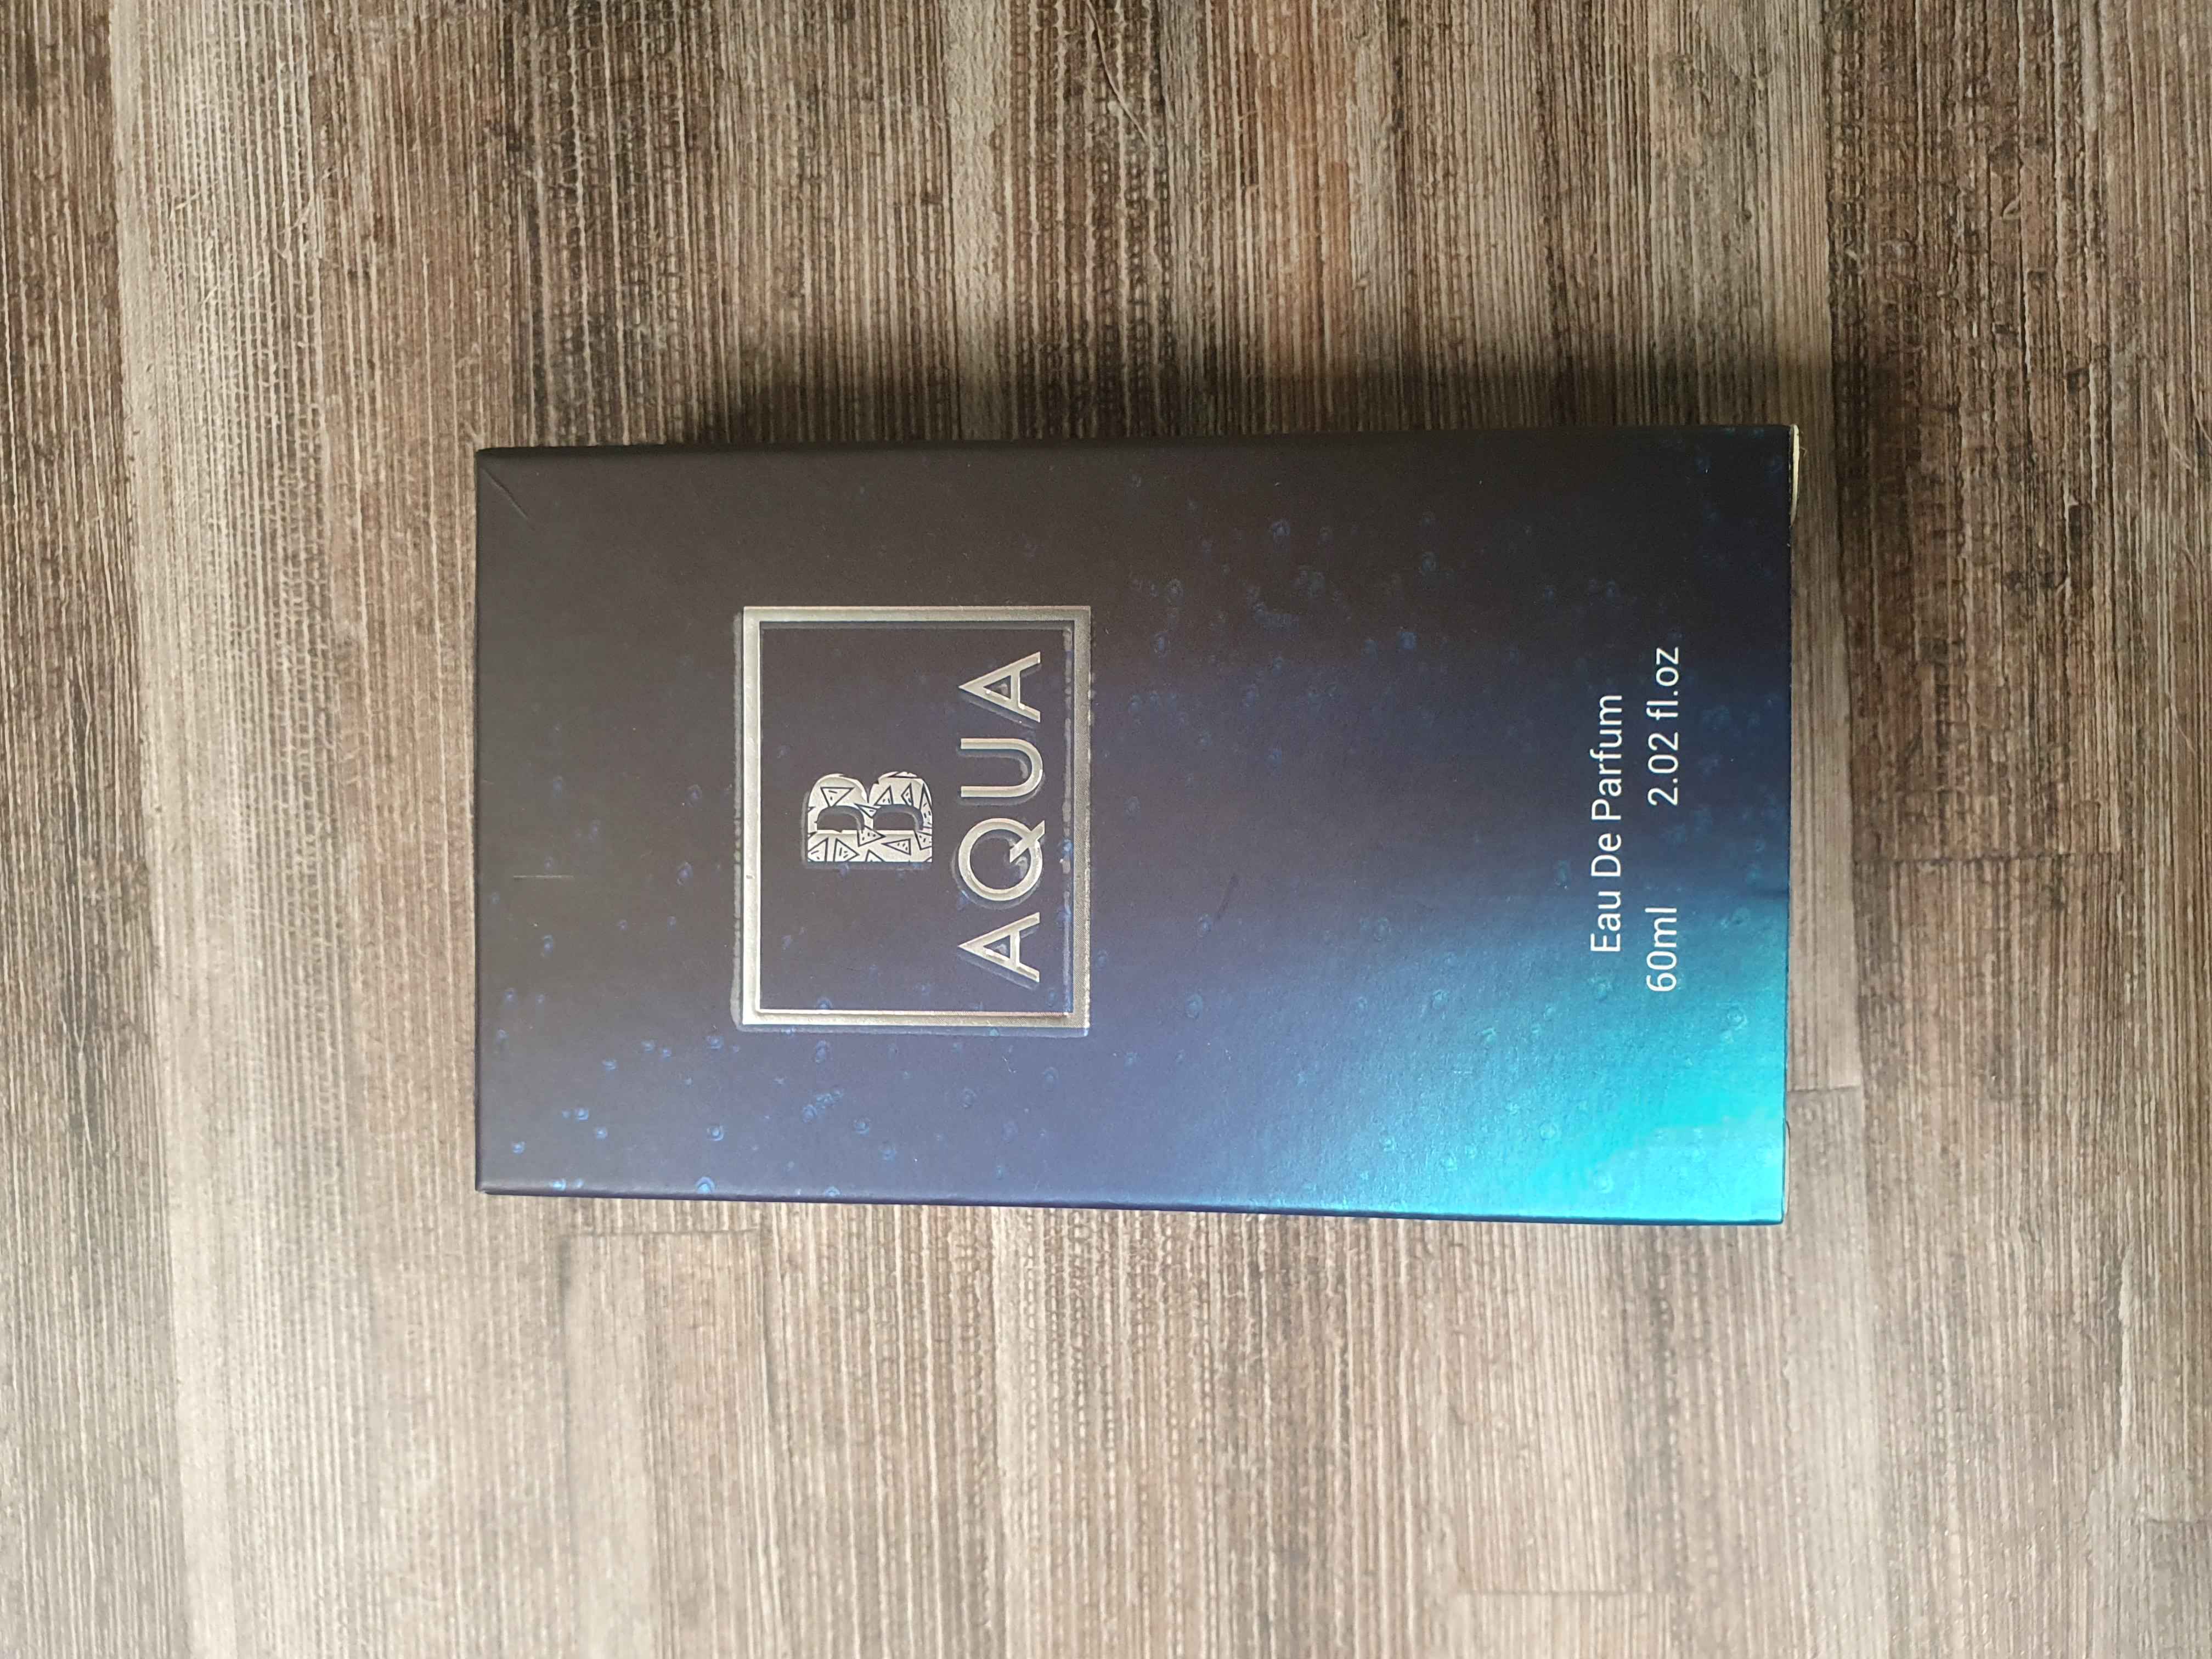 B
AQUA
Eau De Parfum
60ml 2.02 fl.oz